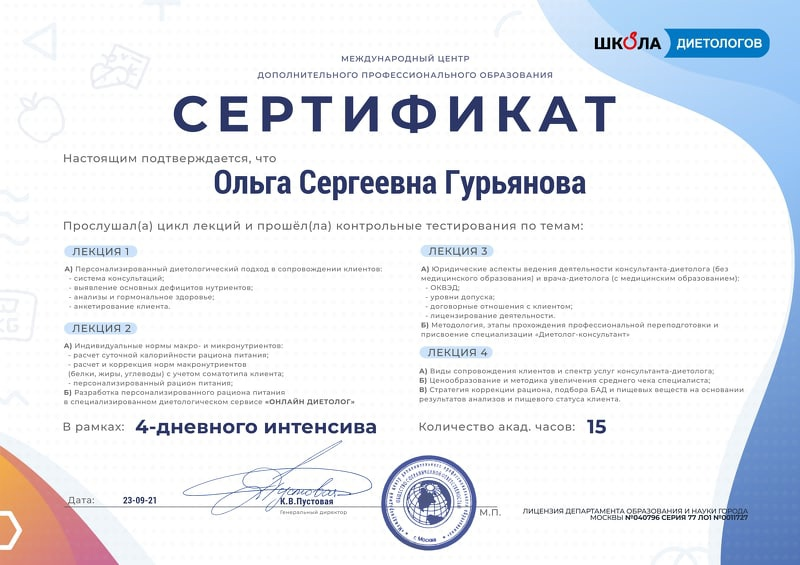 ШКОЛА ДИЕТОЛОГОВ
МЕЖДУНАРОДНЫЙ ЦЕНТР
ДОПОЛНИТЕЛЬНОГО ПРОФЕССИОНАЛЬНОГО ОБРАЗОВАНИЯ
СЕРТИФИКАТ
Настоящим подтверждается, что
Ольга Сергеевна Гурьянова
Прослушал(а) цикл лекций и прошёл(ла) контрольные тестирования по темам:
ЛЕКЦИЯ 1
А) Персонализированный диетологический подход в сопровождении клиентов:
- система консультаций;
- выявление основных дефицитов нутриентов;
- анализы и гормональное здоровье;
- анкетирование клиента.
ЛЕКЦИЯ 2
А) Индивидуальные нормы макро- и микронутриентов:
- расчет суточной калорийности рациона питания;
- расчет и коррекция норм макронутриентов
(белки, жиры, углеводы) с учетом соматотипа клиента;
- персонализированный рацион питания;
Б) Разработка персонализированного рациона питания
в специализированном диетологическом сервисе «ОНЛАЙН ДИЕТОЛОГ»
ЛЕКЦИЯ 3
А) Юридические аспекты ведения деятельности консультанта-диетолога (без
медицинского образования) и врача-диетолога (с медицинским образованием):
- ОКВЭД;
- уровни допуска;
- договорные отношения с клиентом;
- лицензирование деятельности.
Б) Методология, этапы прохождения профессиональной переподготовки и
присвоение специализации «Диетолог-консультант»
ЛЕКЦИЯ 4
А) Виды сопровождения клиентов и спектр услуг консультанта-диетолога;
Б) Ценообразование и методика увеличения среднего чека специалиста;
В) Стратегия коррекции рациона, подбора БАД и пищевых веществ на основании
результатов анализов и пищевого статуса клиента.
В рамках: 4-дневного интенсива
Количество акад. часов: 15
Дата: 23-09-21
К.В.Пустовая
Генеральный директор
г. Москва
М.П.
ЛИЦЕНЗИЯ ДЕПАРТАМЕНТА ОБРАЗОВАНИЯ И НАУКИ ГОРОДА
МОСКВЫ №040796 СЕРИЯ 77 ЛО1 №0011727